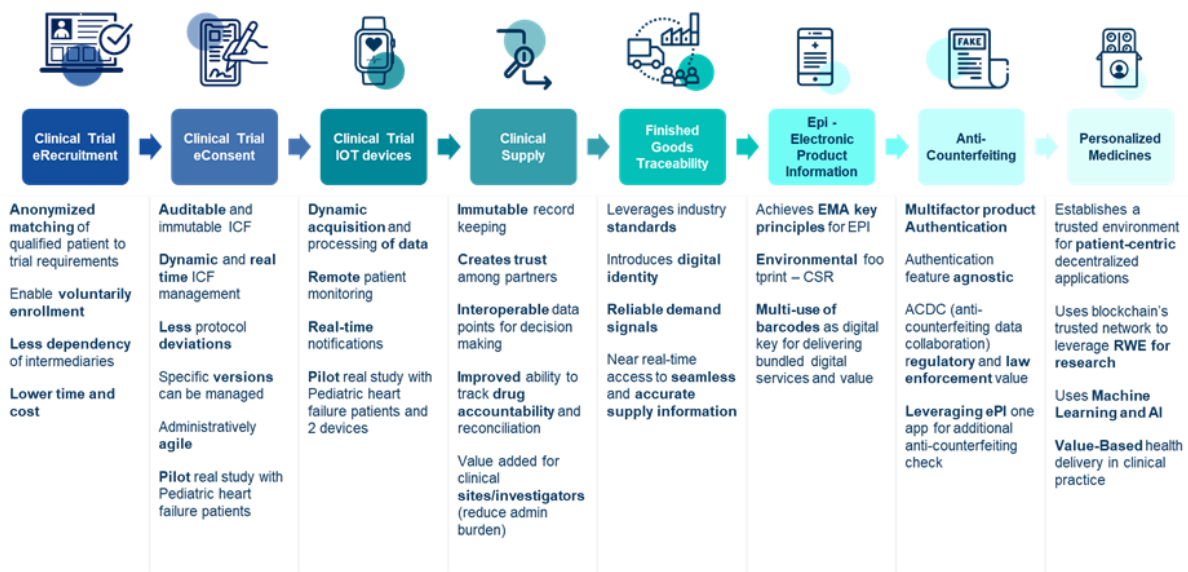 FAKE
Clinical Trial
eRecruitment
Clinical Trial
eConsent
Clinical Trial
IOT devices
Clinical
Supply
Finished
Goods
Traceability
Epi -
Electronic
Product
Information
Anti-
Counterfeiting
Personalized
Medicines
Anonymized
matching of
qualified patient to
trial requirements
Enable voluntarily
enrollment
Less dependency
of intermediaries
Lower time and
cost
Auditable and
immutable ICF
Dynamic and real
time ICF
management
Less protocol
deviations
Specific versions
can be managed
Administratively
agile
Pilot real study with
Pediatric heart
failure patients
Dynamic
acquisition and
processing of data
Remote patient
monitoring
Real-time
notifications
Pilot real study with
Pediatric heart
failure patients and
2 devices
Immutable record
keeping
Creates trust
among partners
Interoperable data
points for decision
making
Improved ability to
track drug
accountability and
reconciliation
Value added for
clinical
sites/investigators
(reduce admin
burden)
Leverages industry
standards
Introduces digital
identity
Reliable demand
signals
Near real-time
access to seamless
and accurate
supply information
Achieves EMA key
principles for EPI
Environmental foo
tprint – CSR
Multi-use of
barcodes as digital
key for delivering
bundled digital
services and value
Multifactor product
Authentication
Authentication
feature agnostic
ACDC (anti-
counterfeiting data
collaboration)
regulatory and law
enforcement value
Leveraging ePI one
app for additional
anti-counterfeiting
check
Establishes a
trusted environment
for patient-centric
decentralized
applications
Uses blockchain's
trusted network to
leverage RWE for
research
Uses Machine
Learning and AI
Value-Based health
delivery in clinical
practice